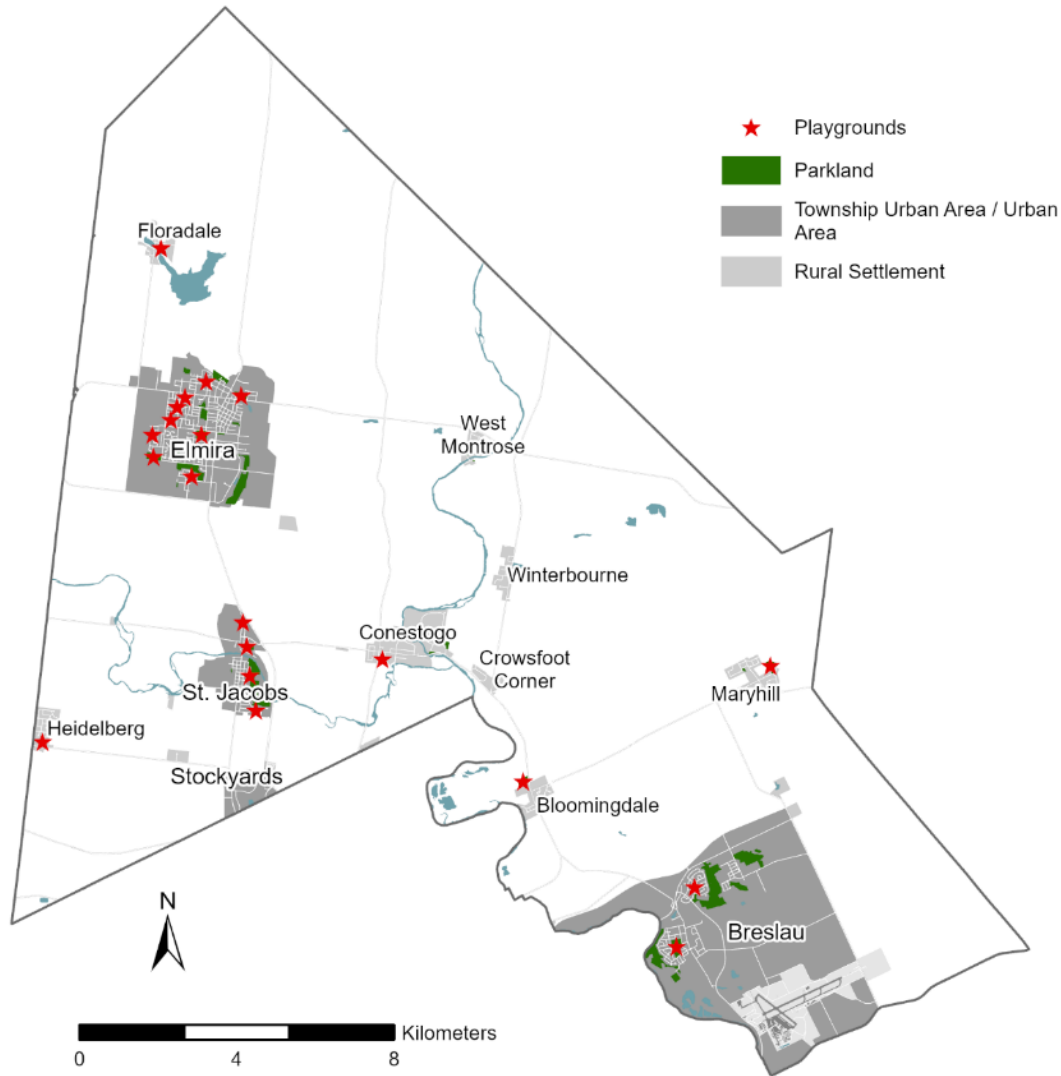 Playgrounds
Parkland
Township Urban Area / Urban
Area
Rural Settlement
Floradale
West
Montrose
Elmira
Winterbourne
Conestogo
Crowsfoot
Corner
St. Jacobs
Maryhill
Heidelberg
Stockyards
Bloomingdale
N
Breslau
Kilometers
0 4 8